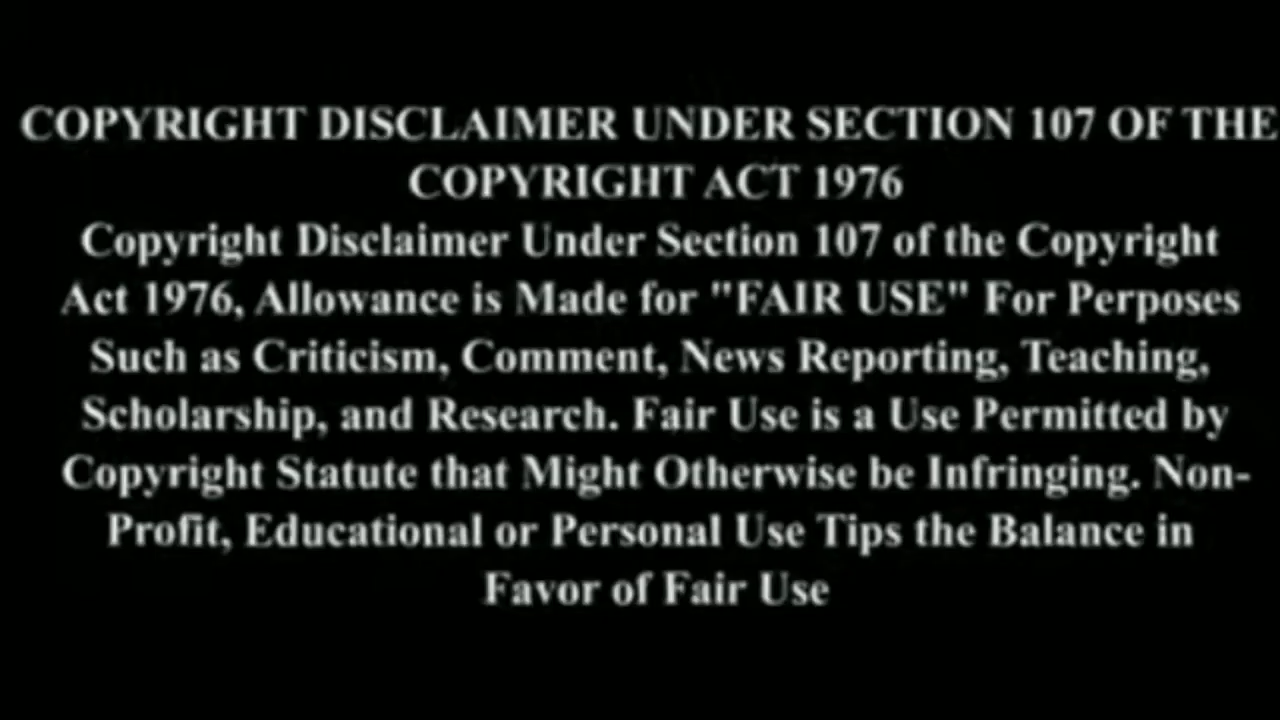 COPYRIGHT DISCLAIMER UNDER SECTION 107 OF THE
COPYRIGHT ACT 1976
Copyright Disclaimer Under Section 107 of the Copyright
Act 1976, Allowance is Made for "FAIR USE" For Perposes
Such as Criticism, Comment, News Reporting, Teaching,
Scholarship, and Research. Fair Use is a Use Permitted by
Copyright Statute that Might Otherwise be Infringing. Non-
Profit, Educational or Personal Use Tips the Balance in
Favor of Fair Use